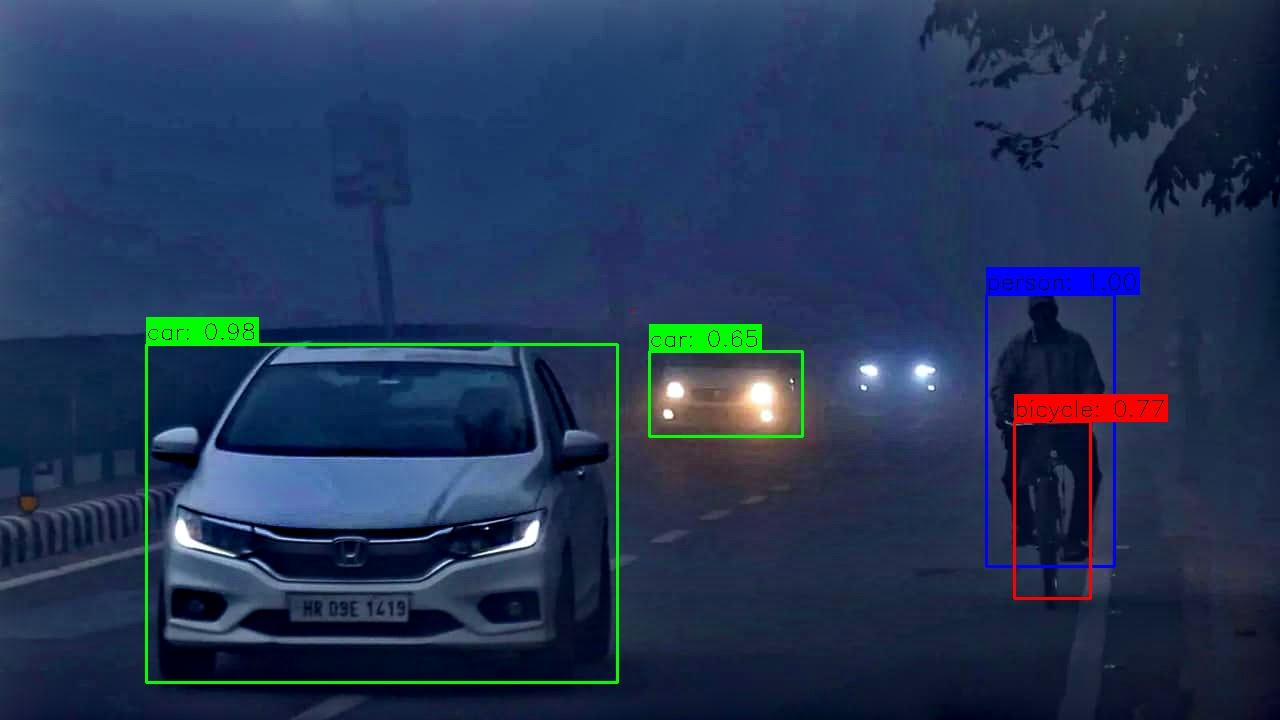 person: 1.00
car: 0.98
car: 0.65
bicycle: 0.77
HR 09E 1419